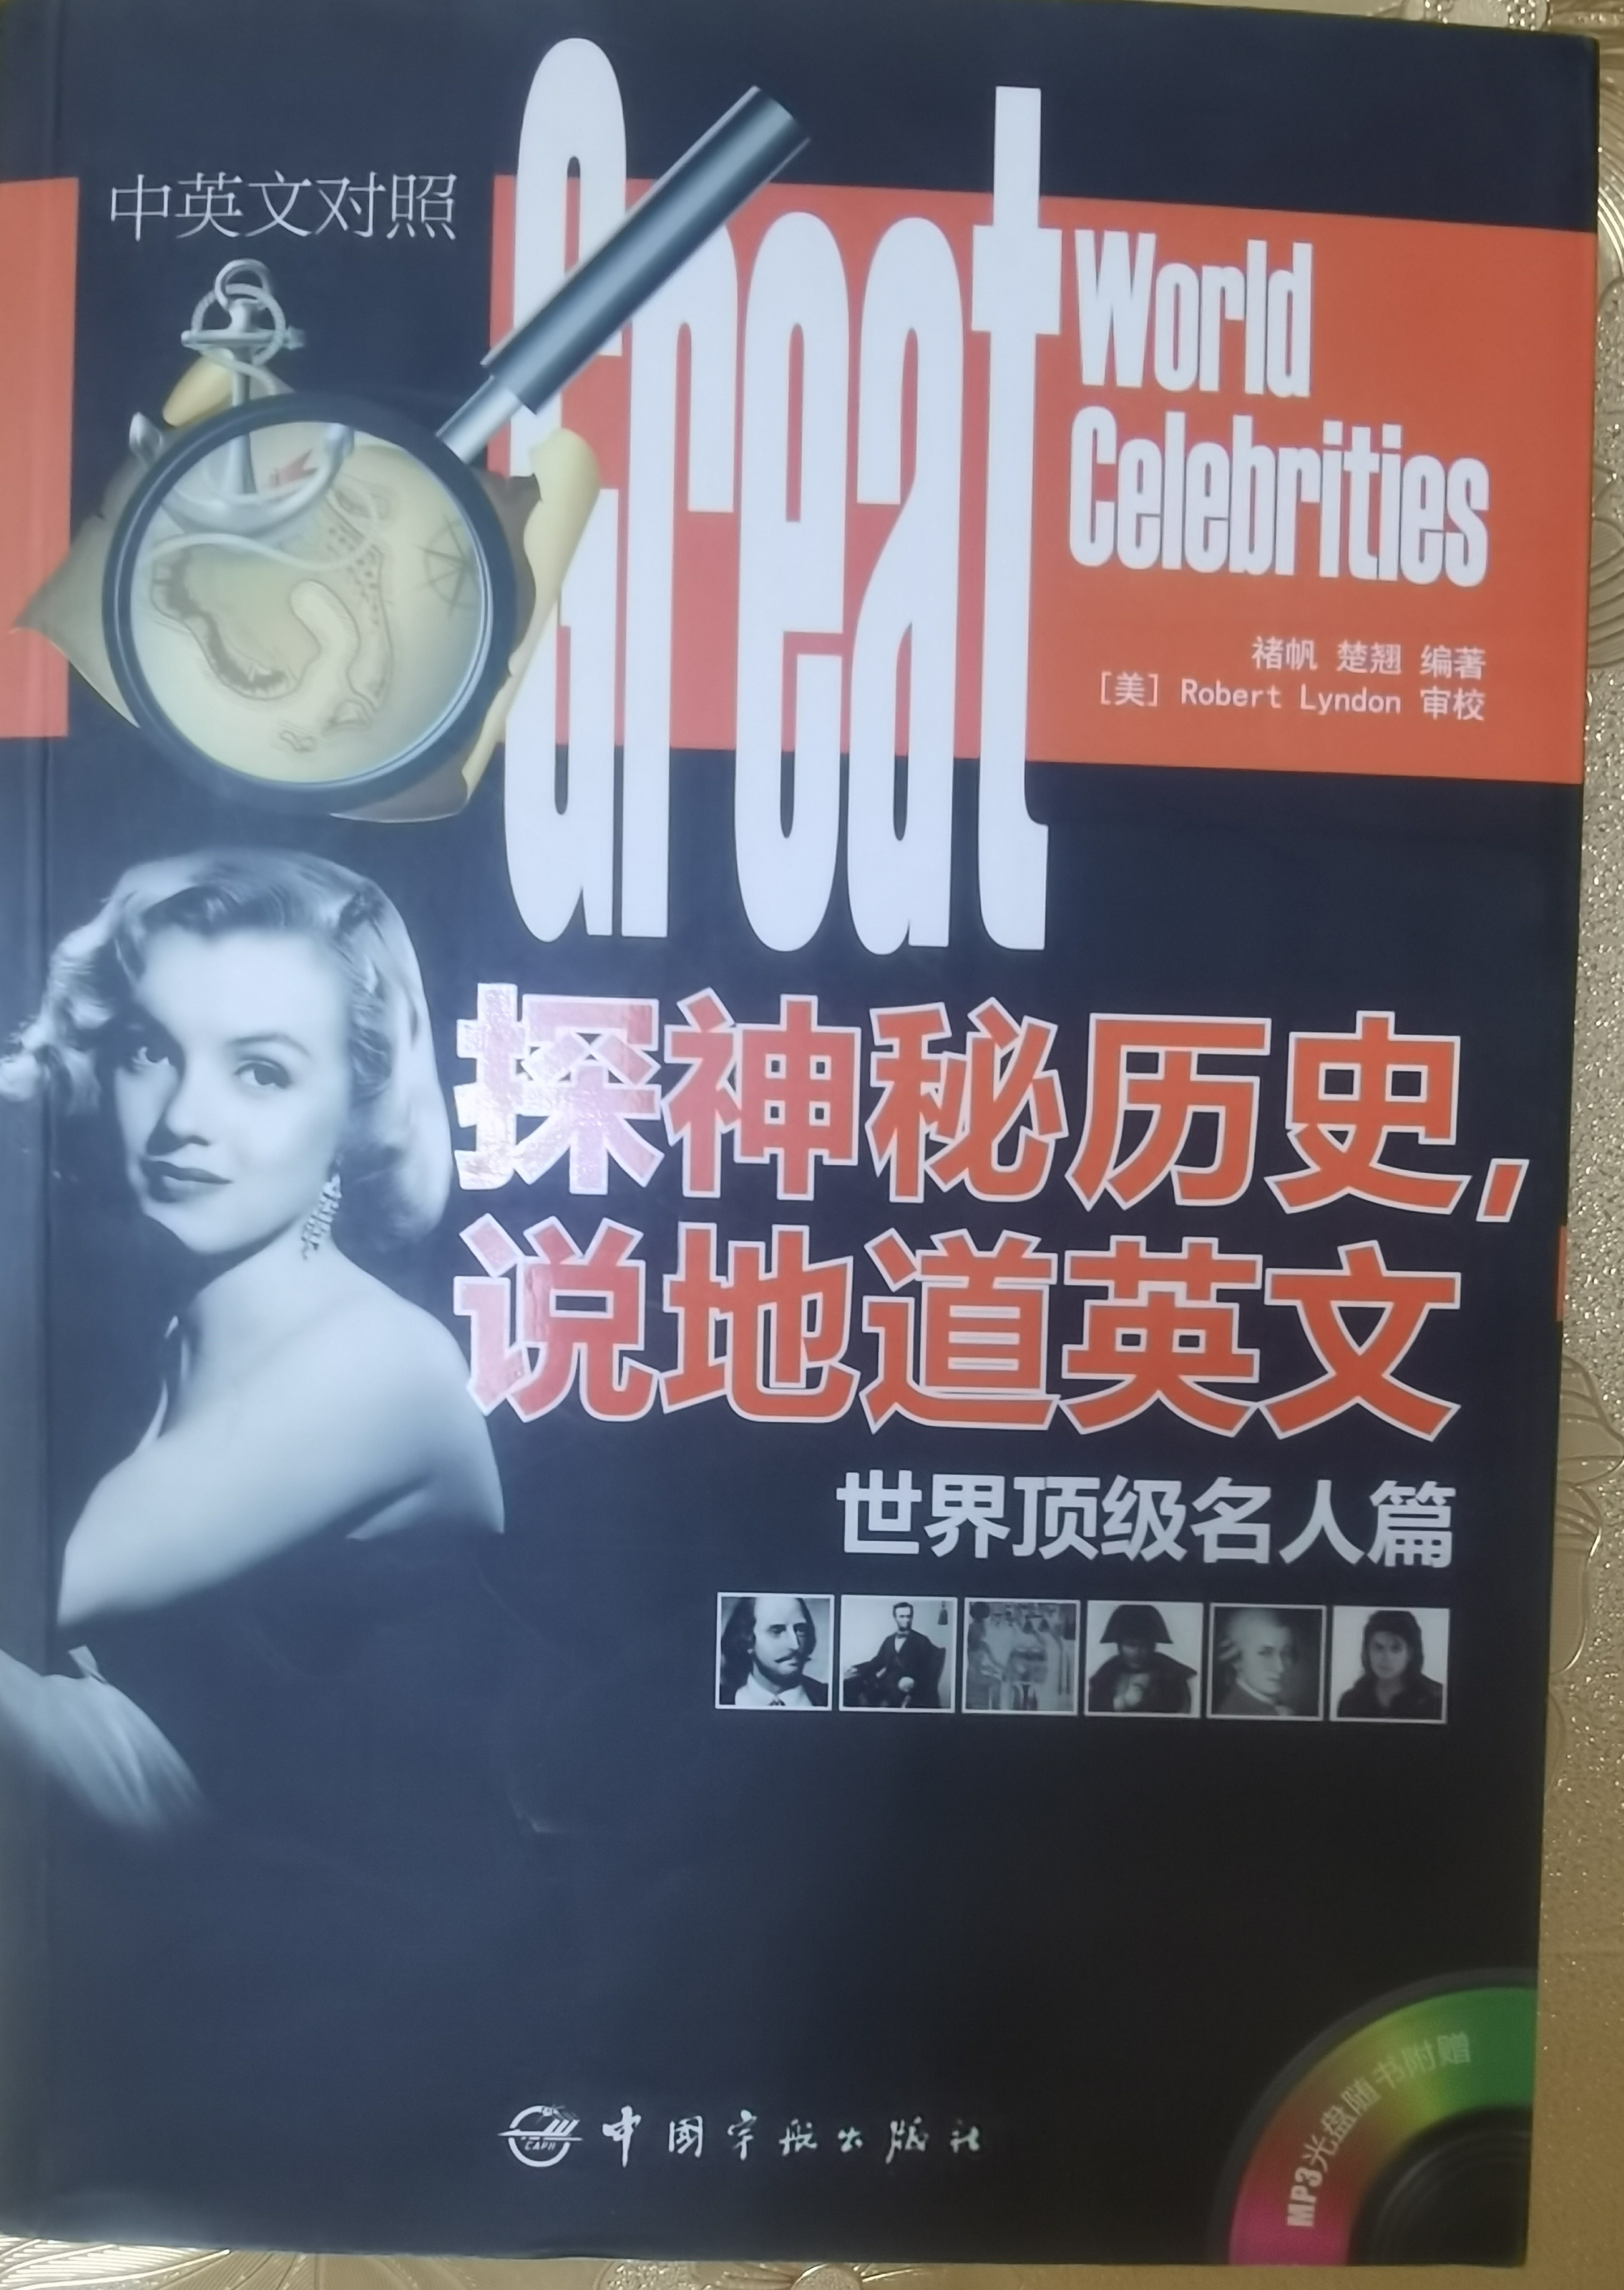 中英文对照
Great
World
Celebrities
褚帆 楚翘 编著
[美] Robert Lyndon 审校
探神秘历史,
说地道英文
世界顶级名人篇
CAPH
中国宇航出版社
MP3光盘随书附赠